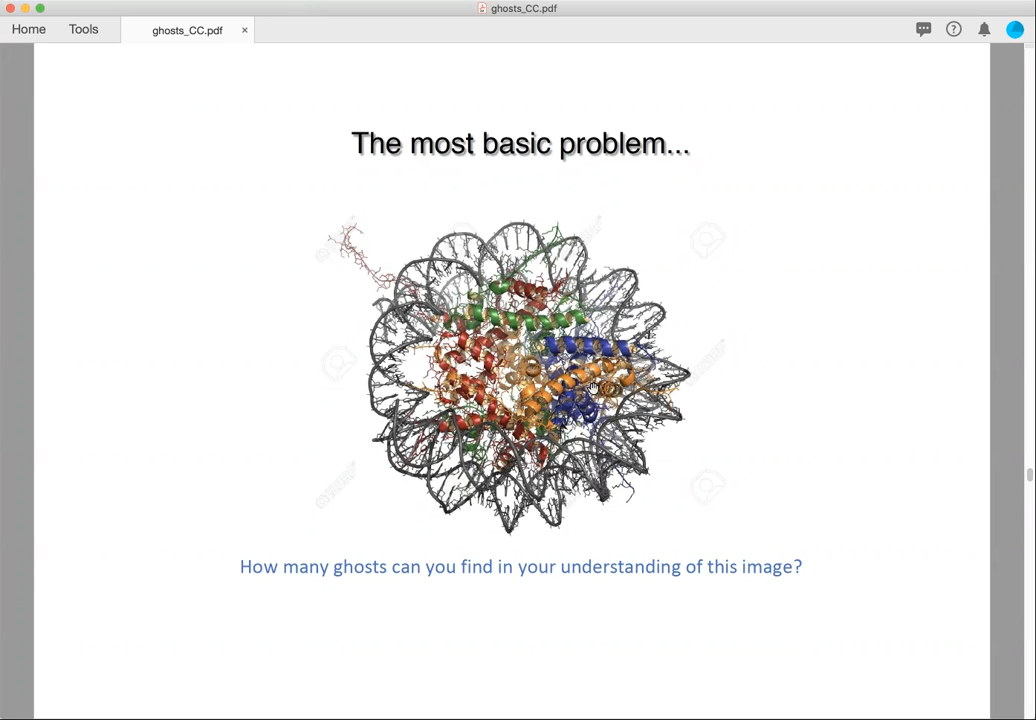 ghosts_CC.pdf
Home Tools ghosts_CC.pdf ×
The most basic problem...
How many ghosts can you find in your understanding of this image?